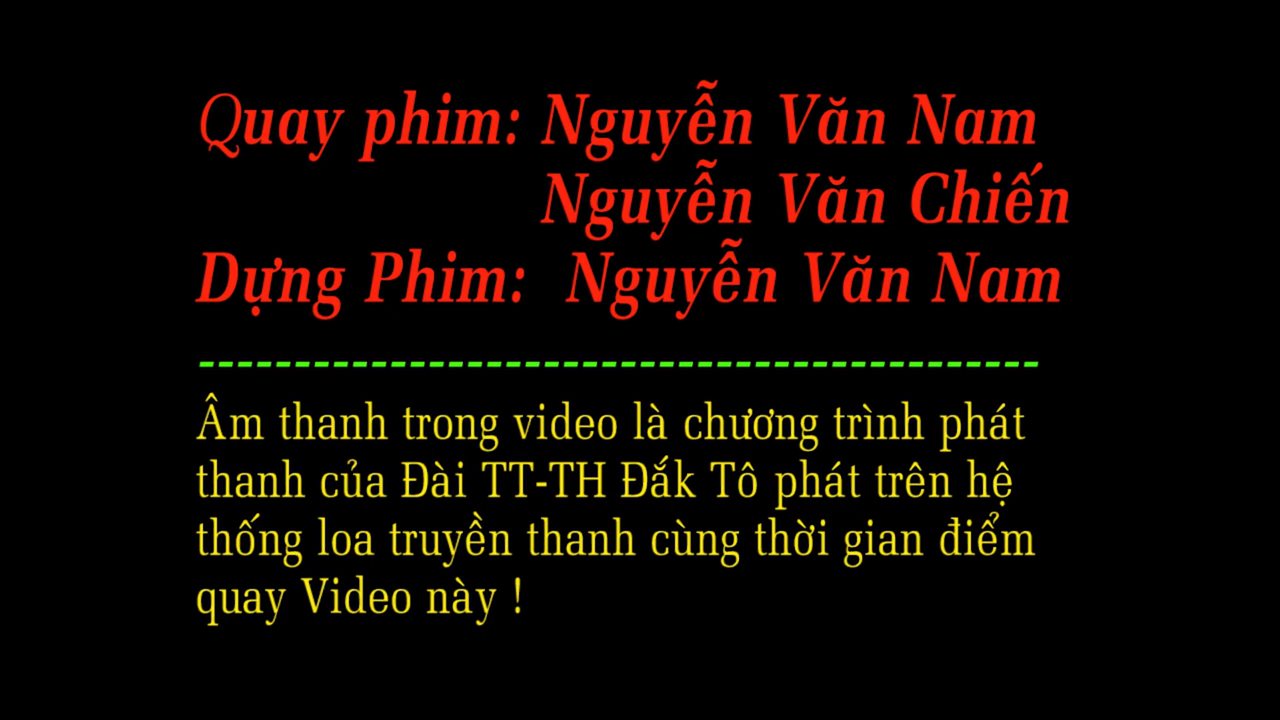 Quay phim: Nguyễn Văn Nam
Nguyễn Văn Chiến
Dựng Phim: Nguyễn Văn Nam
--------------------------------------------
Âm thanh trong video là chương trình phát
thanh của Đài TT-TH Đắk Tô phát trên hệ
thống loa truyền thanh cùng thời gian điểm
quay Video này !